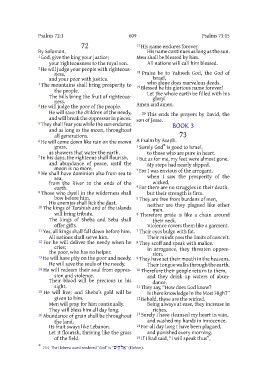 Psalms 72:1
609
Psalms 73:15
72
By Solomon.
1 God, give the king your justice;
your righteousness to the royal son.
2 He will judge your people with righteousness,
and your poor with justice.
3 The mountains shall bring prosperity to
the people.
The hills bring the fruit of righteousness.
4 He will judge the poor of the people.
He will save the children of the needy,
and will break the oppressor in pieces.
5 They shall fear you while the sun endures;
and as long as the moon, throughout
all generations.
6 He will come down like rain on the mown
grass,
as showers that water the earth.
7 In his days, the righteous shall flourish,
and abundance of peace, until the
moon is no more.
8 He shall have dominion also from sea to
sea,
from the River to the ends of the
earth.
9 Those who dwell in the wilderness shall
bow before him.
His enemies shall lick the dust.
10 The kings of Tarshish and of the islands
will bring tribute.
The kings of Sheba and Seba shall
offer gifts.
11 Yes, all kings shall fall down before him.
All nations shall serve him.
12 For he will deliver the needy when he
cries;
the poor, who has no helper.
13 He will have pity on the poor and needy.
He will save the souls of the needy.
14 He will redeem their soul from oppression and violence.
Their blood will be precious in his
sight.
15 He will live; and Sheba's gold will be
given to him.
Men will pray for him continually.
They will bless him all day long.
16 Abundance of grain shall be throughout
the land.
Its fruit sways like Lebanon.
Let it flourish, thriving like the grass
of the field.
17 His name endures forever.
His name continues as long as the sun.
Men shall be blessed by him.
All nations will call him blessed.
18 Praise be to Yahweh God, the God of
Israel,
who alone does marvelous deeds.
19 Blessed be his glorious name forever!
Let the whole earth be filled with his
glory!
Amen and amen.
20 This ends the prayers by David, the
son of Jesse.
BOOK 3
73
A Psalm by Asaph.
1 Surely God is good to Israel,
to those who are pure in heart.
2 But as for me, my feet were almost gone.
My steps had nearly slipped.
3 For I was envious of the arrogant,
when I saw the prosperity of the
wicked.
4 For there are no struggles in their death,
but their strength is firm.
5 They are free from burdens of men,
neither are they plagued like other
men.
6 Therefore pride is like a chain around
their neck.
Violence covers them like a garment.
7 Their eyes bulge with fat.
Their minds pass the limits of conceit.
8 They scoff and speak with malice.
In arrogance, they threaten oppression.
9 They have set their mouth in the heavens.
Their tongue walks through the earth.
10 Therefore their people return to them,
and they drink up waters of abundance.
11 They say, "How does God know?
Is there knowledge in the Most High?"
12 Behold, these are the wicked.
Being always at ease, they increase in
riches.
13 Surely I have cleansed my heart in vain,
and washed my hands in innocence,
14 For all day long I have been plagued,
and punished every morning.
15 If I had said, "I will speak thus",
73:1 The Hebrew word rendered "God" is "אֱלֹהִ֑ים" (Elohim).